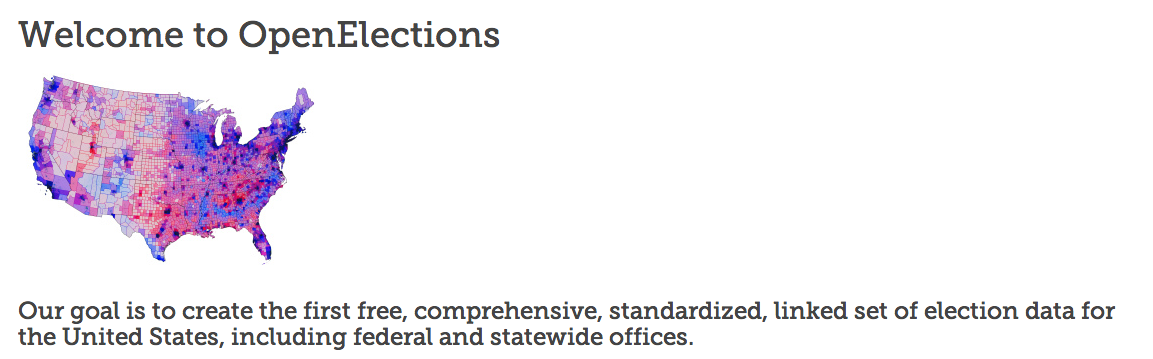 Welcome to OpenElections
Our goal is to create the first free, comprehensive, standardized, linked set of election data for
the United States, including federal and statewide offices.